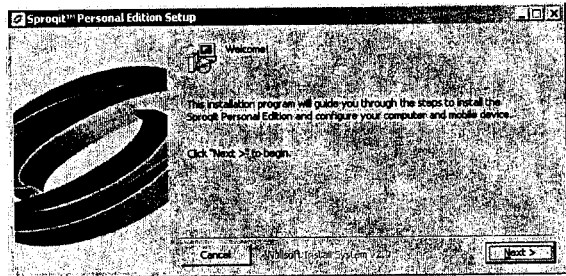 Sproqit™ Personal Edition Setup
Welcome!
This installation program will guide you through the steps to install the
Sproqit Personal Edition and configure your computer and mobile device.
Click "Next >" to begin.
Cancel
Nullsoft Install System v2.0
Next >